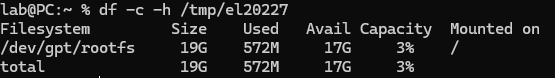 lab@PC:~ % df -c -h /tmp/el20227
Filesystem Size Used Avail Capacity Mounted on
/dev/gpt/rootfs 19G 572M 17G 3% /
total 19G 572M 17G 3%